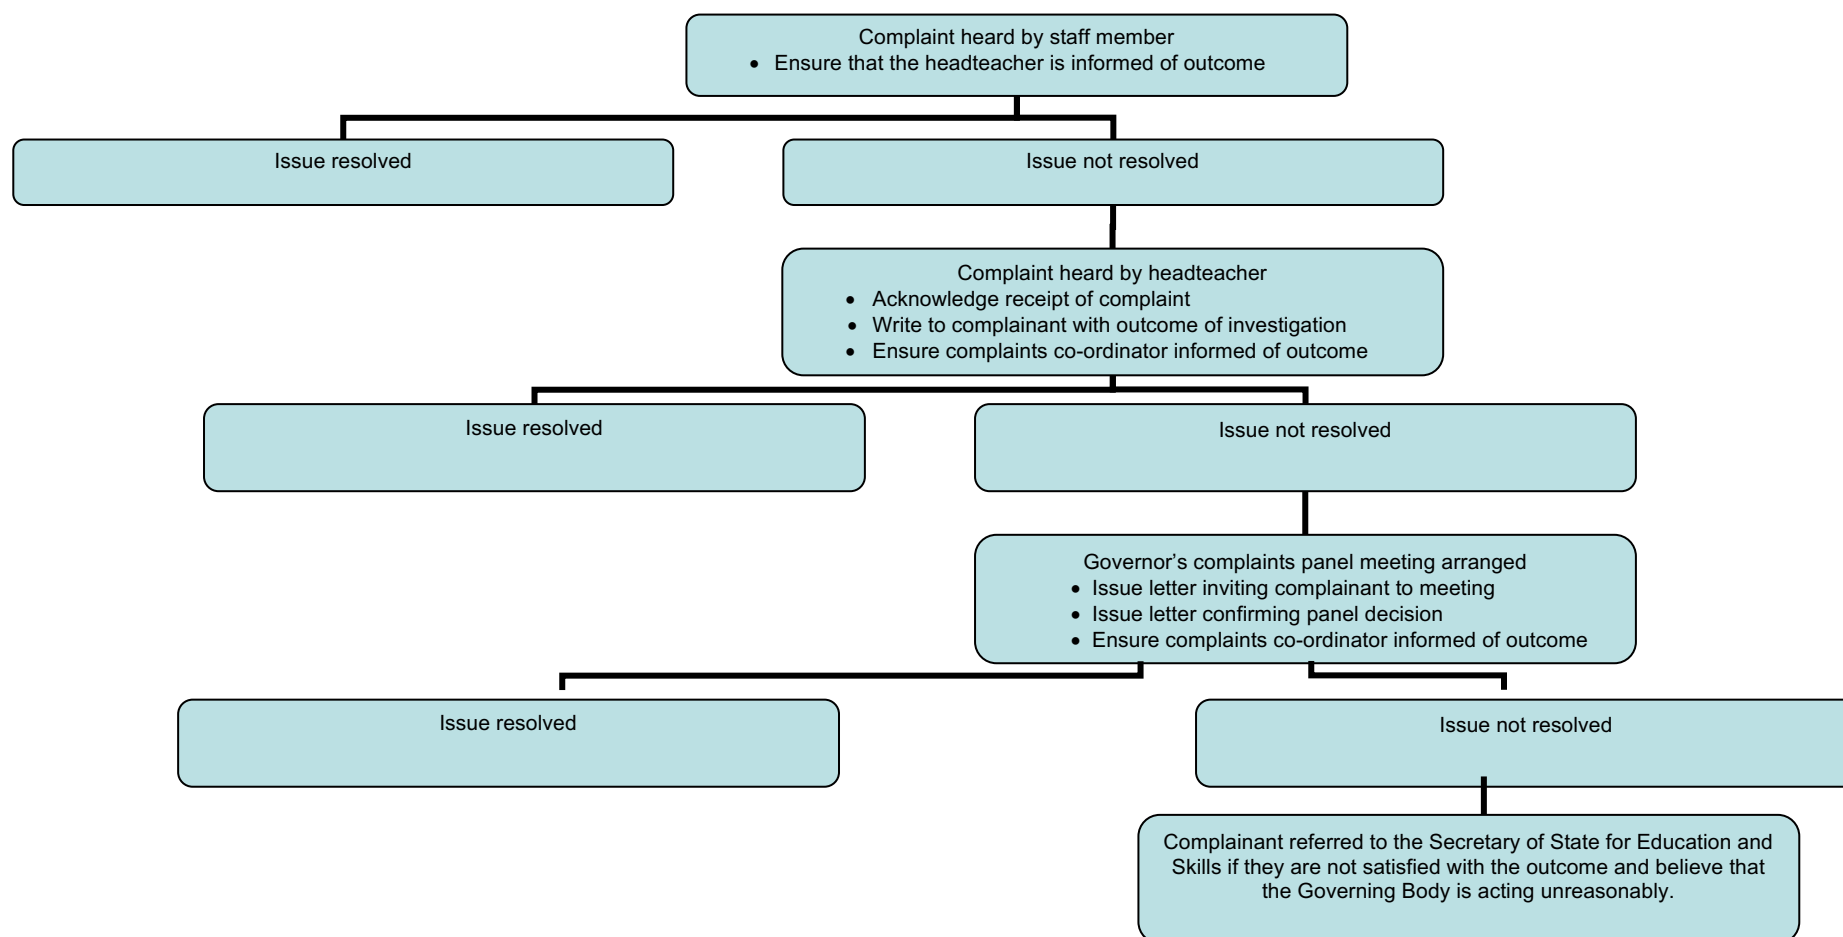 Complaint heard by staff member
• Ensure that the headteacher is informed of outcome
Issue resolved
Issue not resolved
Complaint heard by headteacher
• Acknowledge receipt of complaint
• Write to complainant with outcome of investigation
• Ensure complaints co-ordinator informed of outcome
Issue resolved
Issue not resolved
Governor’s complaints panel meeting arranged
• Issue letter inviting complainant to meeting
• Issue letter confirming panel decision
• Ensure complaints co-ordinator informed of outcome
Issue resolved
Issue not resolved
Complainant referred to the Secretary of State for Education and
Skills if they are not satisfied with the outcome and believe that
the Governing Body is acting unreasonably.